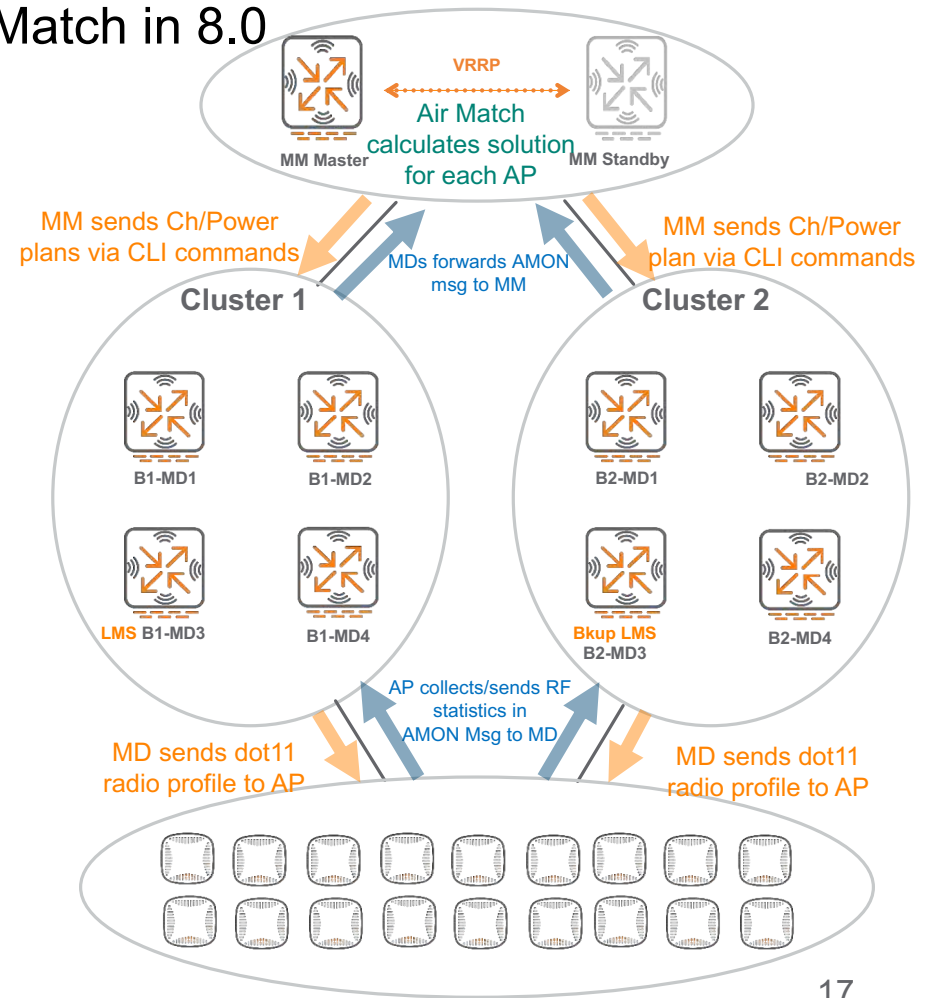 Match in 8.0
VRRP
Air Match
calculates solution
for each AP
MM Master
MM Standby
MM sends Ch/Power
plans via CLI commands
MDs forwards AMON
msg to MM
MM sends Ch/Power
plan via CLI commands
Cluster 1
Cluster 2
B1-MD1
B1-MD2
B2-MD1
B2-MD2
LMS B1-MD3
B1-MD4
Bkup LMS
B2-MD3
B2-MD4
AP collects/sends RF
statistics in
AMON Msg to MD
MD sends dot11
radio profile to AP
MD sends dot11
radio profile to AP
17